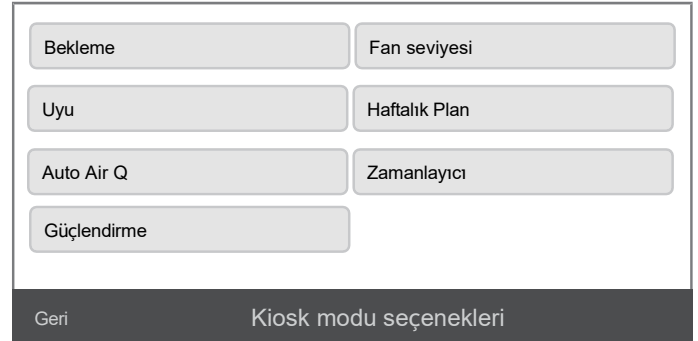 Bekleme
Fan seviyesi
Uyu
Haftalık Plan
Auto Air Q
Zamanlayıcı
Güçlendirme
Geri
Kiosk modu seçenekleri